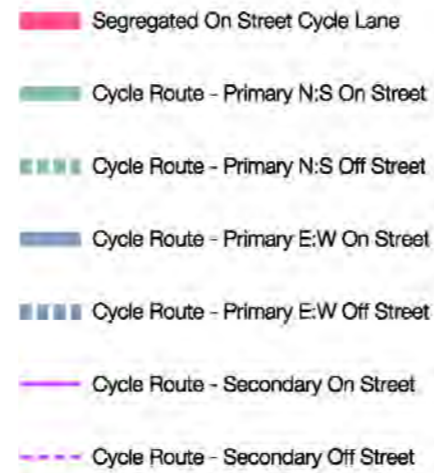 Segregated On Street Cycle Lane
Cycle Route - Primary N:S On Street
Cycle Route - Primary N:S Off Street
Cycle Route - Primary E:W On Street
Cycle Route - Primary E:W Off Street
Cycle Route - Secondary On Street
Cycle Route - Secondary Off Street